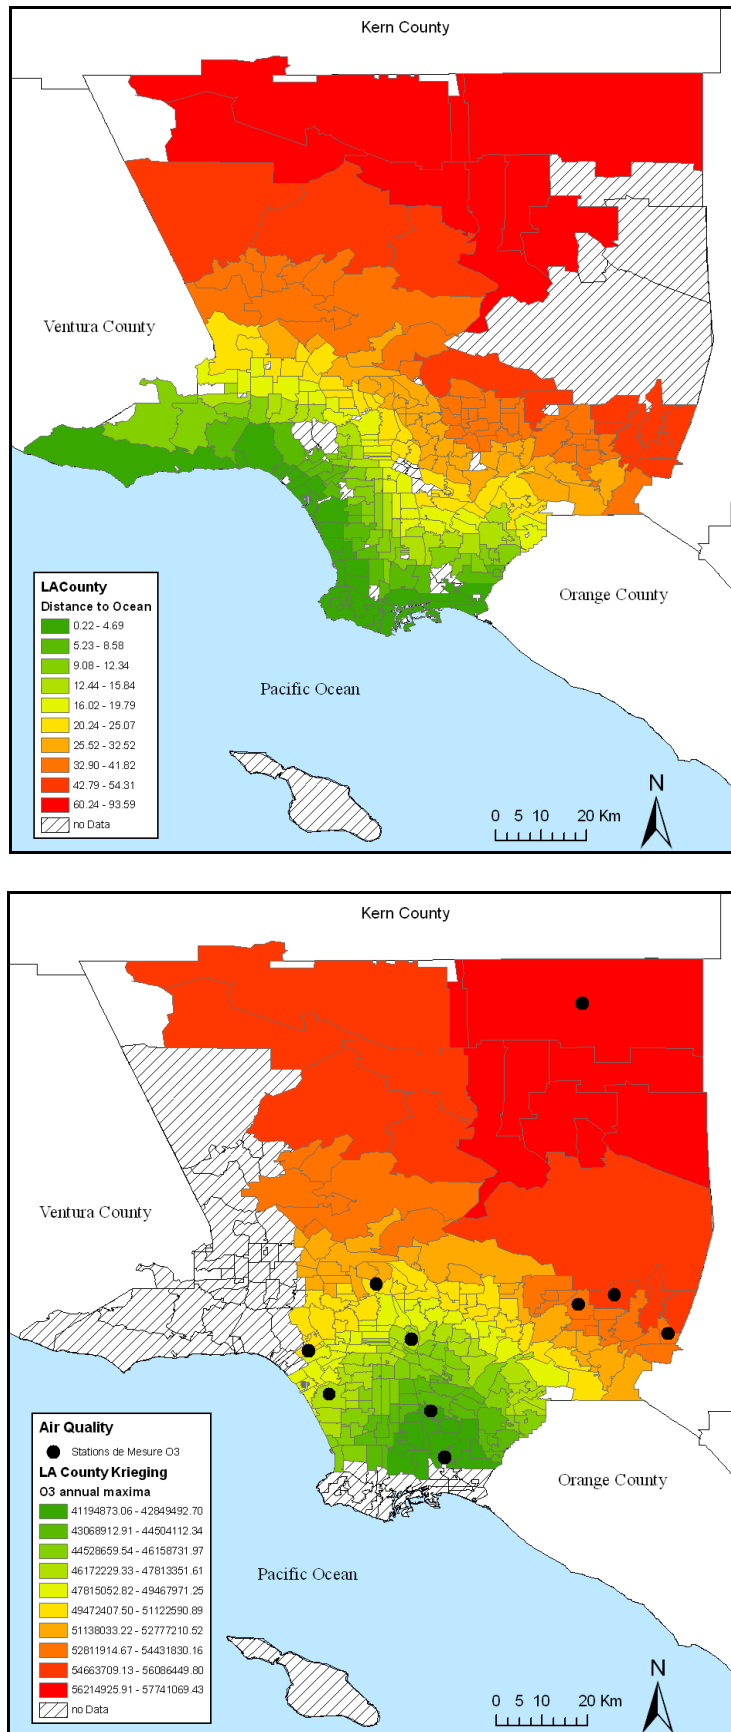 Kern County
Ventura County
Orange County
Pacific Ocean
LACounty
Distance to Ocean
0.22 - 4.69
5.23 - 8.58
9.08 - 12.34
12.44 - 15.84
16.02 - 19.79
20.24 - 25.07
25.52 - 32.52
32.90 - 41.82
42.79 - 54.31
60.24 - 93.59
no Data
N
0 5 10 20 Km
Kern County
Ventura County
Orange County
Pacific Ocean
Air Quality
Stations de Mesure O3
LA County Krieging
O3 annual maxima
41194873.06 - 42849492.70
43068912.91 - 44504112.34
44528659.54 - 46158731.97
46172229.33 - 47813351.61
47815052.82 - 49467971.25
49472407.50 - 51122590.89
51138033.22 - 52777210.52
52811914.67 - 54431830.16
54663709.13 - 56086449.80
56214925.91 - 57741069.43
no Data
N
0 5 10 20 Km